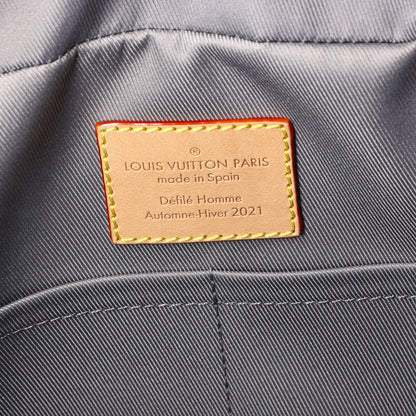 ®
LOUIS VUITTON PARIS
made in Spain
Défilé Homme
Automne-Hiver 2021